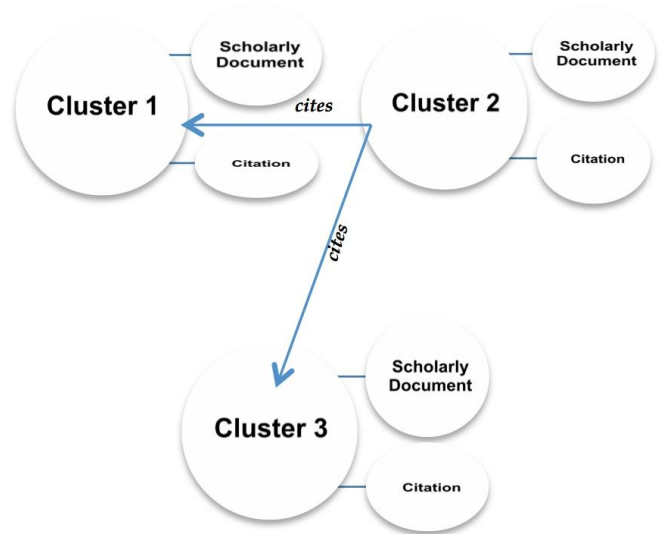 Scholarly
Document
Cluster 1
cites
Citation
Scholarly
Document
Cluster 2
Citation
cites
Scholarly
Document
Cluster 3
Citation